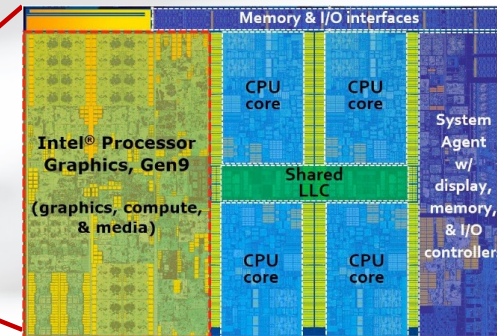 Memory & I/O interfaces
Intel® Processor
Graphics, Gen9
(graphics, compute,
& media)
CPU
core
CPU
core
Shared
LLC
CPU
core
CPU
core
System
Agent
w/
display,
memory,
& I/O
controllers